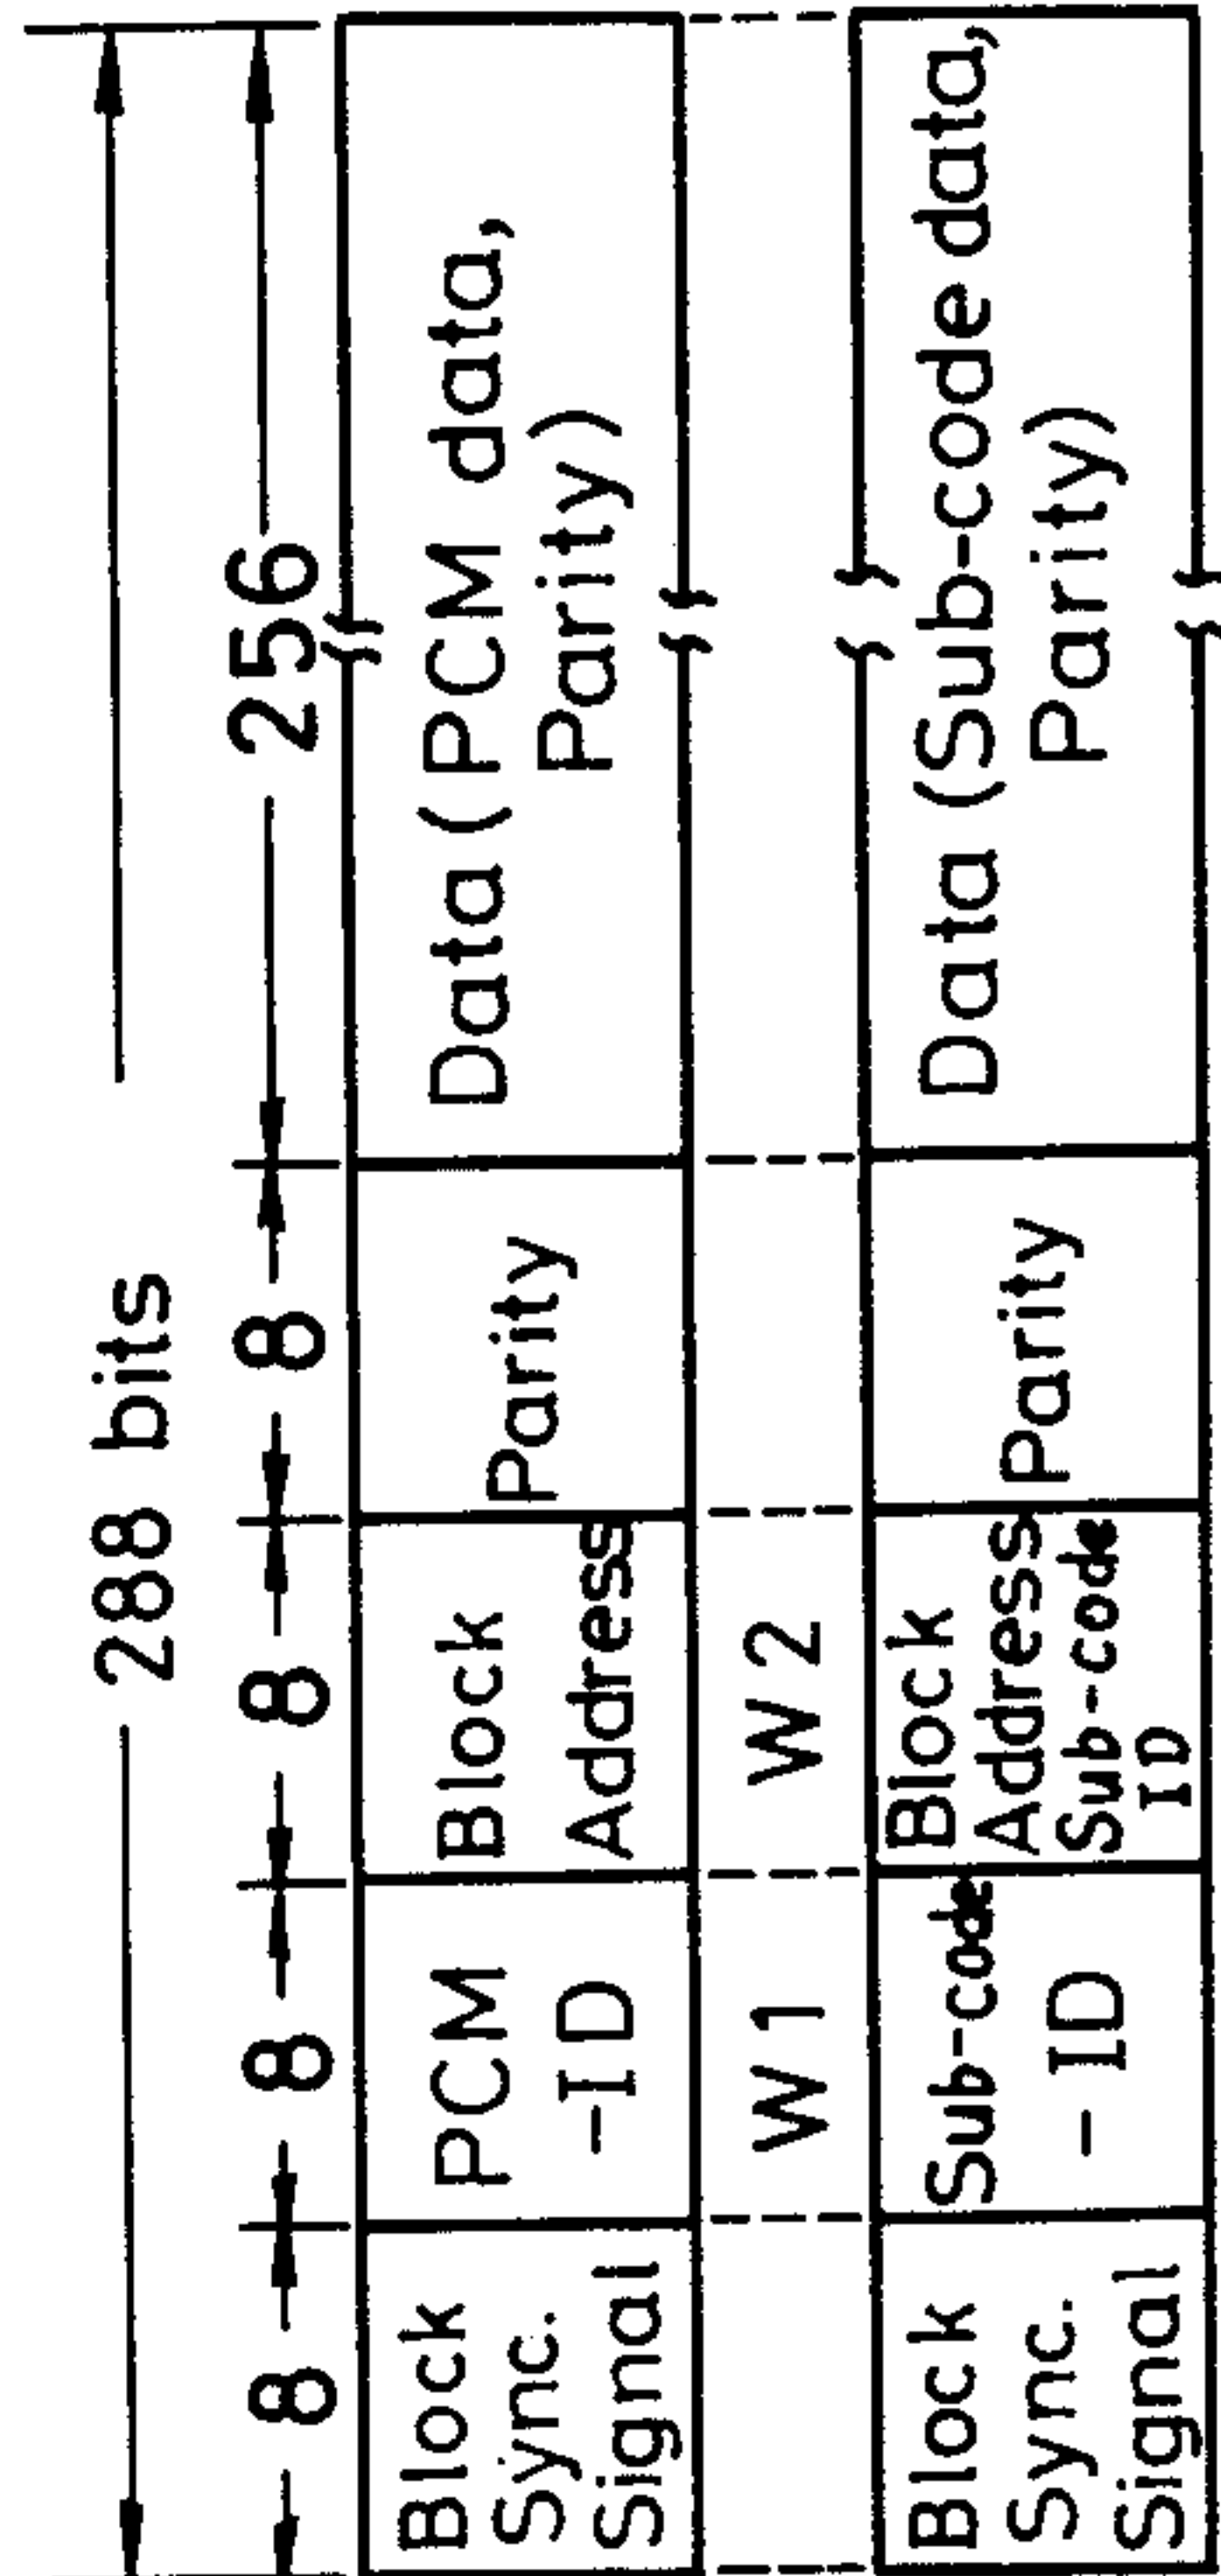 288 bits
8
8
8
8
256
Block
Sync.
Signal
PCM
-ID
Block
Address
Parity
Data (PCM data,
Parity)
W1
W2
Block
Sync.
Signal
Sub-code
-ID
Block
Address
Sub-code
ID
Parity
Data (Sub-code data,
Parity)